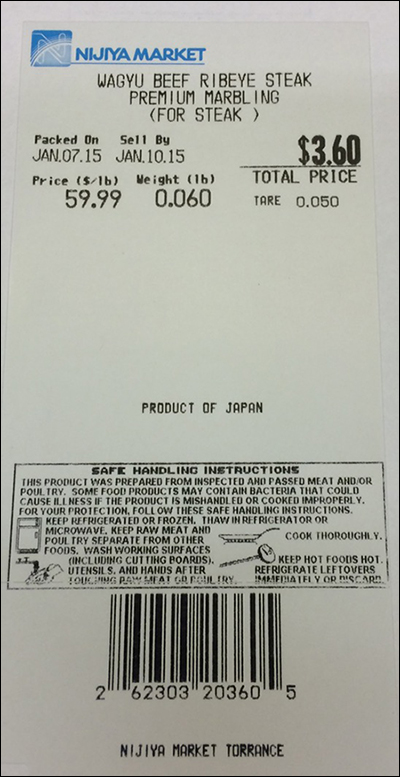 NIJIYA MARKET
WAGYU BEEF RIBEYE STEAK
PREMIUM MARBLING
(FOR STEAK )
Packed On Sell By
JAN.07.15 JAN.10.15 $3.60
Price ($/lb) Weight (lb) TOTAL PRICE
59.99 0.060 TARE 0.050
PRODUCT OF JAPAN
SAFE HANDLING INSTRUCTIONS
THIS PRODUCT WAS PREPARED FROM INSPECTED AND PASSED MEAT AND/OR
POULTRY. SOME FOOD PRODUCTS MAY CONTAIN BACTERIA THAT COULD
CAUSE ILLNESS IF THE PRODUCT IS MISHANDLED OR COOKED IMPROPERLY.
FOR YOUR PROTECTION, FOLLOW THESE SAFE HANDLING INSTRUCTIONS.
KEEP REFRIGERATED OR FROZEN. THAW IN REFRIGERATOR OR
MICROWAVE. KEEP RAW MEAT AND
POULTRY SEPARATE FROM OTHER
FOODS. WASH WORKING SURFACES
(INCLUDING CUTTING BOARDS),
UTENSILS, AND HANDS AFTER
TOUCHING RAW MEAT OR POULTRY.
COOK THOROUGHLY.
KEEP HOT FOODS HOT.
REFRIGERATE LEFTOVERS
IMMEDIATELY OR DISCARD.
2 62303 20360 5
NIJIYA MARKET TORRANCE